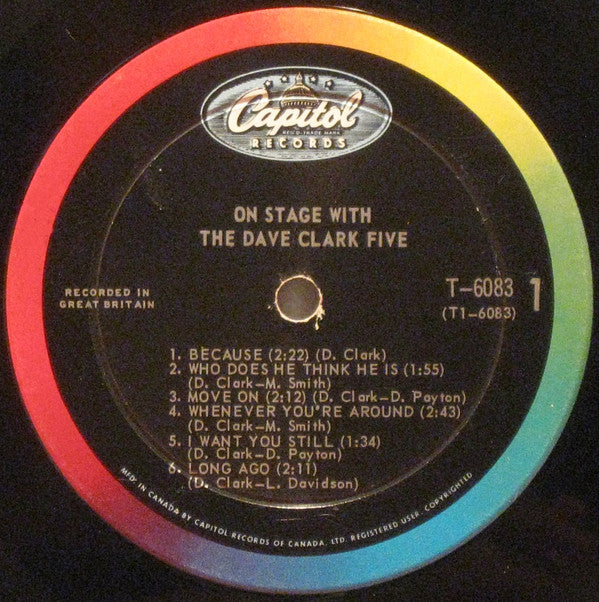 Capitol
REG'D. TRADE MARK
RECORDS
ON STAGE WITH
THE DAVE CLARK FIVE
RECORDED IN
GREAT BRITAIN
T-6083
1
(T1-6083)
1. BECAUSE (2:22) (D. Clark)
2. WHO DOES HE THINK HE IS (1:55)
(D. Clark-M. Smith)
3. MOVE ON (2:12) (D. Clark-D. Payton)
4. WHENEVER YOU'RE AROUND (2:43)
(D. Clark-M. Smith)
5. I WANT YOU STILL (1:34)
(D. Clark-D. Payton)
6. LONG AGO (2:11)
(D. Clark-L. Davidson)
MFD' IN CANADA BY CAPITOL RECORDS OF CANADA, LTD. REGISTERED USER. COPYRIGHTED